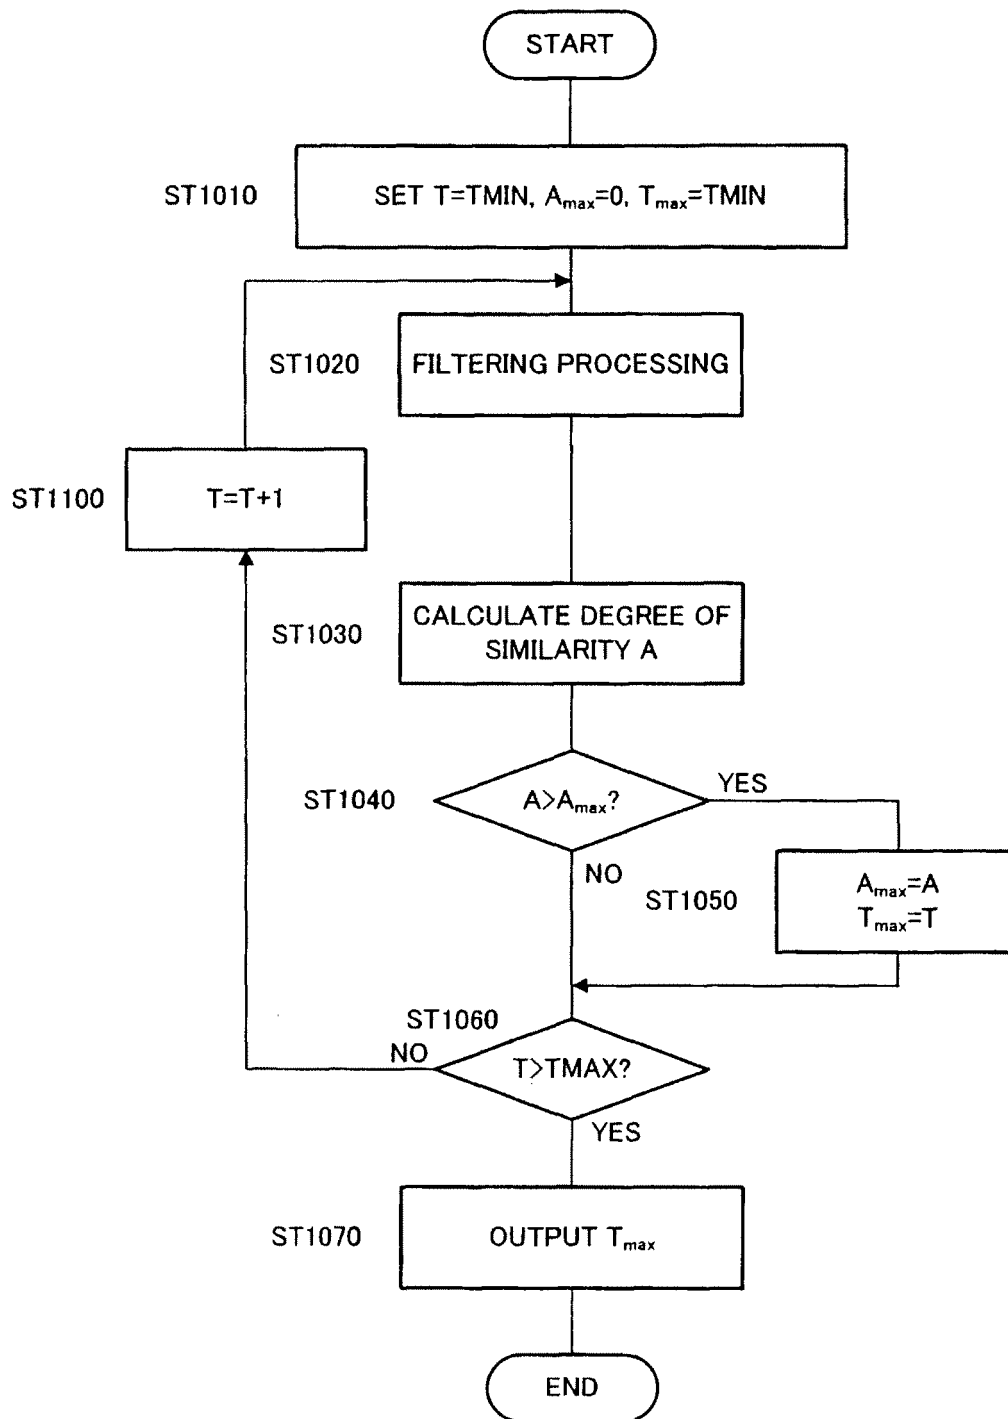 START
ST1010
SET T=TMIN, Amax=0, Tmax=TMIN
ST1020
FILTERING PROCESSING
ST1100
T=T+1
ST1030
CALCULATE DEGREE OF
SIMILARITY A
ST1040
A>Amax?
YES
NO
ST1050
Amax=A
Tmax=T
ST1060
NO
T>TMAX?
YES
ST1070
OUTPUT Tmax
END